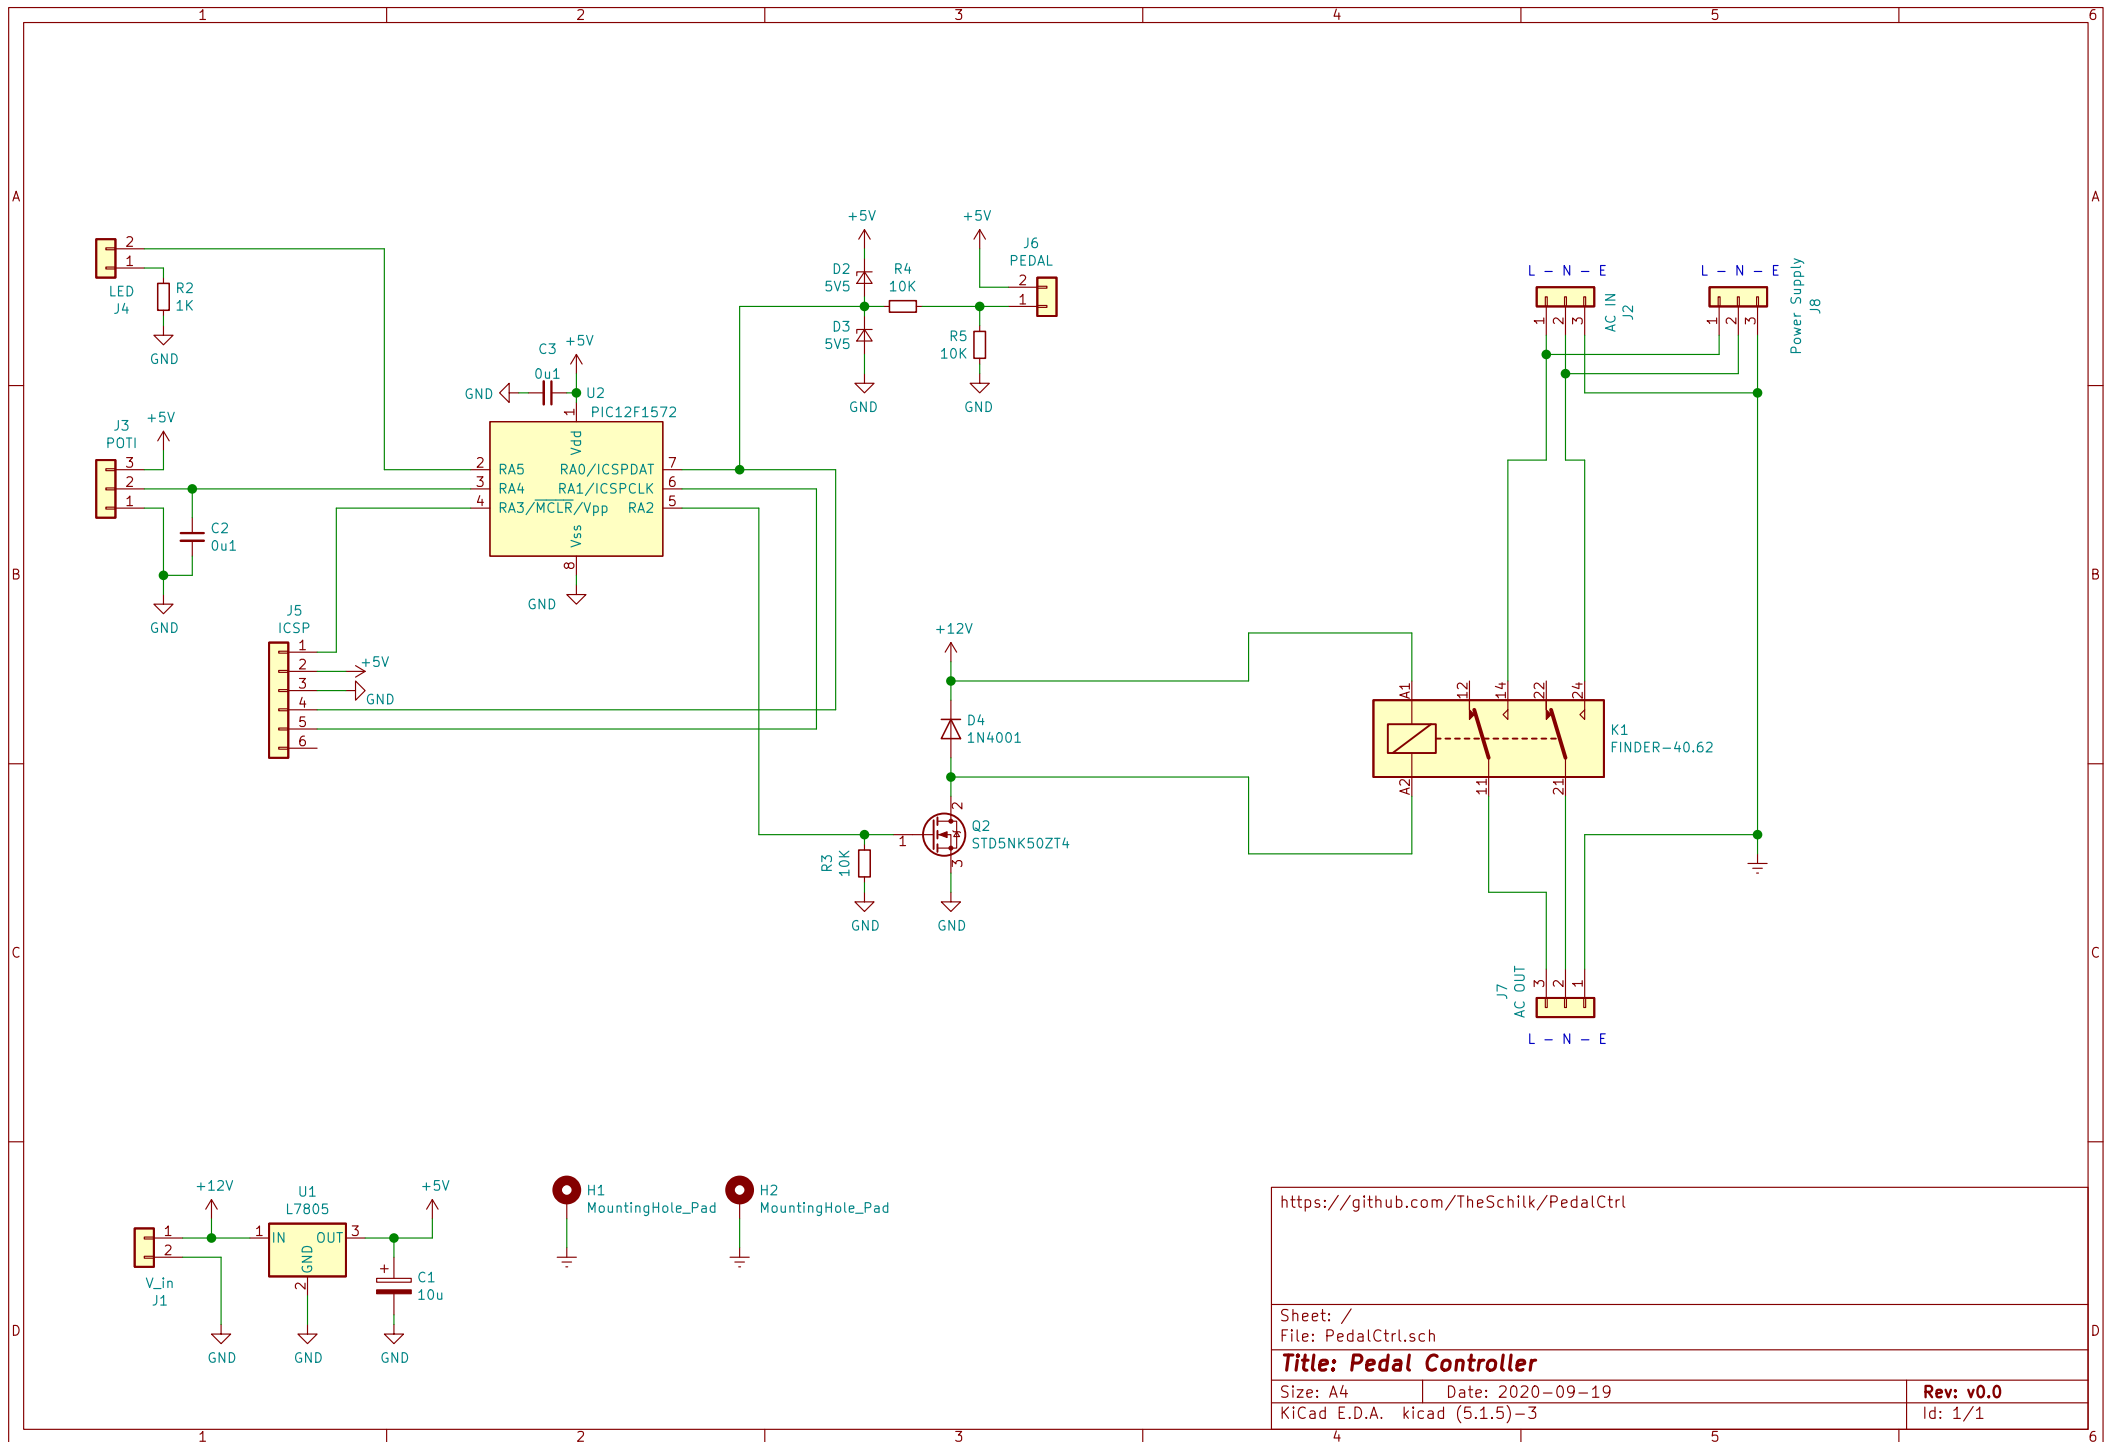 1 2 3 4 5 6
A A
B B
C C
D D
1 2 3 4 5 6
2
1
LED
J4
R2
1K
GND
J3
POTI
+5V
3
2
1
C2
0u1
GND
J5
ICSP
1
2
3
4
5
6
+5V
GND
C3
0u1
+5V
GND
U2
PIC12F1572
1
Vdd
2 RA5 RA0/ICSPDAT 7
3 RA4 RA1/ICSPCLK 6
4 RA3/MCLR/Vpp RA2 5
Vss
8
GND
+5V
D2
5V5
D3
5V5
GND
R4
10K
+5V
J6
PEDAL
2
1
R5
10K
GND
+12V
D4
1N4001
Q2
STD5NK50ZT4
1
2
3
R3
10K
GND
GND
L - N - E
1 2 3
AC IN
J2
L - N - E
1 2 3
Power Supply
J8
A1 12 14 22 24
K1
FINDER-40.62
A2 11 21
J7
AC OUT
3 2 1
L - N - E
+12V
1
2
V_in
J1
GND
U1
L7805
1 IN OUT 3
GND
2
GND
+5V
+
C1
10u
GND
H1
MountingHole_Pad
H2
MountingHole_Pad
https://github.com/TheSchilk/PedalCtrl
Sheet: /
File: PedalCtrl.sch
Title: Pedal Controller
Size: A4 Date: 2020-09-19 Rev: v0.0
KiCad E.D.A. kicad (5.1.5)-3 Id: 1/1